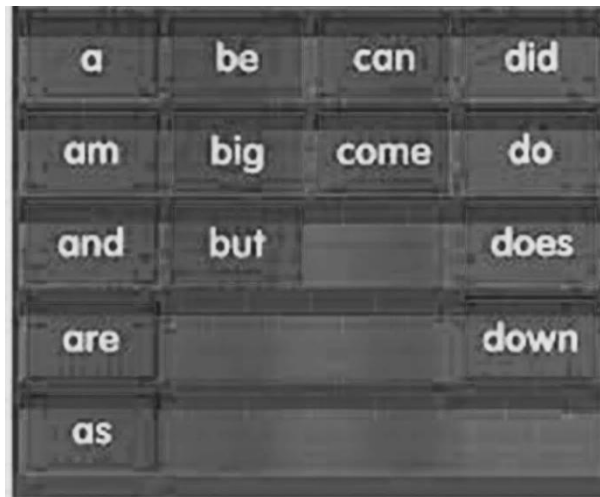 a be can did
am big come do
and but does
are down
as